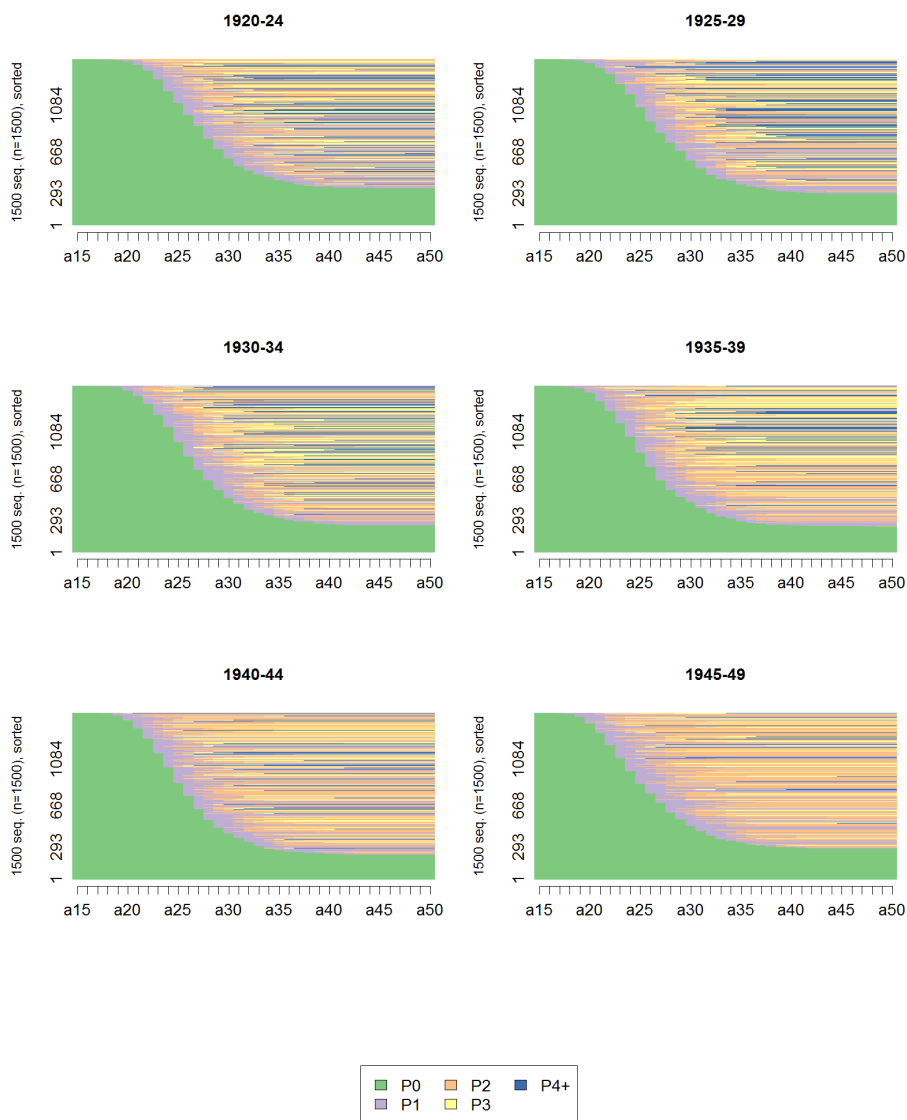 1920-24
1925-29
1500 seq. (n=1500), sorted
1 293 668 1084
a15 a20 a25 a30 a35 a40 a45 a50
1500 seq. (n=1500), sorted
1 293 668 1084
a15 a20 a25 a30 a35 a40 a45 a50
1930-34
1935-39
1500 seq. (n=1500), sorted
1 293 668 1084
a15 a20 a25 a30 a35 a40 a45 a50
1500 seq. (n=1500), sorted
1 293 668 1084
a15 a20 a25 a30 a35 a40 a45 a50
1940-44
1945-49
1500 seq. (n=1500), sorted
1 293 668 1084
a15 a20 a25 a30 a35 a40 a45 a50
1500 seq. (n=1500), sorted
1 293 668 1084
a15 a20 a25 a30 a35 a40 a45 a50
P0 P2 P4+
P1 P3